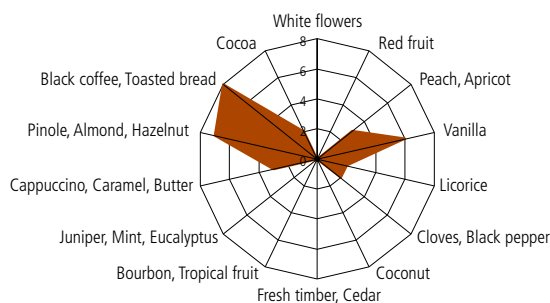 White flowers
Cocoa
Red fruit
Black coffee, Toasted bread
Peach, Apricot
Pinole, Almond, Hazelnut
Vanilla
Cappuccino, Caramel, Butter
Licorice
Juniper, Mint, Eucalyptus
Cloves, Black pepper
Bourbon, Tropical fruit
Coconut
Fresh timber, Cedar
8
6
4
2
0